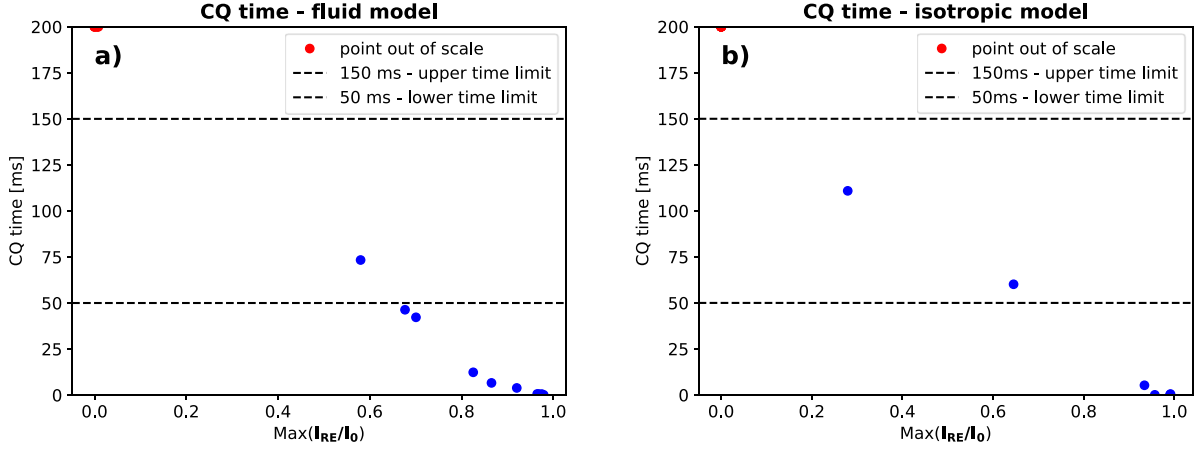 CQ time - fluid model
a)
point out of scale
150 ms - upper time limit
50 ms - lower time limit
200
175
150
125
100
75
50
25
0
CQ time [ms]
0.0 0.2 0.4 0.6 0.8 1.0
Max(I_RE/I_0)
CQ time - isotropic model
b)
point out of scale
150ms - upper time limit
50ms - lower time limit
200
175
150
125
100
75
50
25
0
CQ time [ms]
0.0 0.2 0.4 0.6 0.8 1.0
Max(I_RE/I_0)